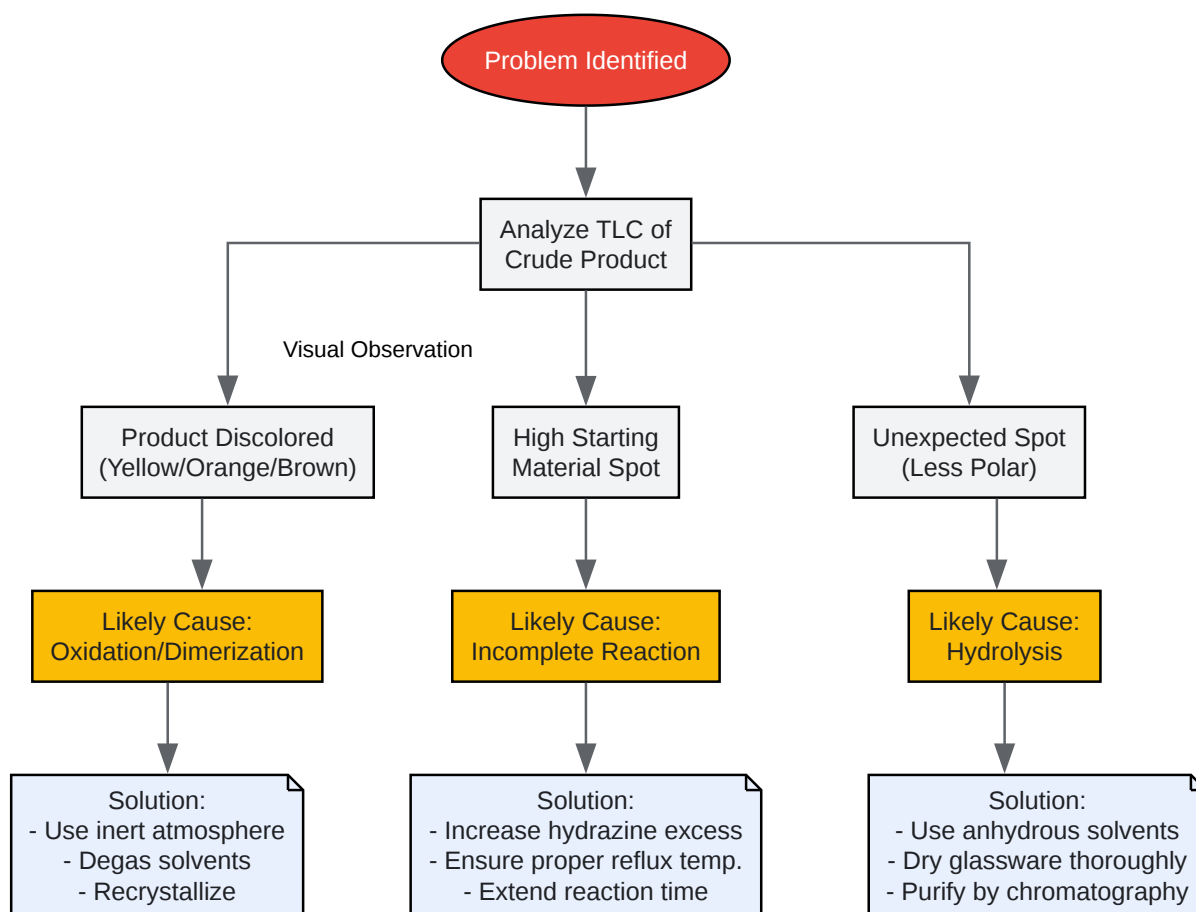 Problem Identified
Analyze TLC of
Crude Product
Visual Observation
Product Discolored
(Yellow/Orange/Brown)
High Starting
Material Spot
Unexpected Spot
(Less Polar)
Likely Cause:
Oxidation/Dimerization
Likely Cause:
Incomplete Reaction
Likely Cause:
Hydrolysis
Solution:
- Use inert atmosphere
- Degas solvents
- Recrystallize
Solution:
- Increase hydrazine excess
- Ensure proper reflux temp.
- Extend reaction time
Solution:
- Use anhydrous solvents
- Dry glassware thoroughly
- Purify by chromatography